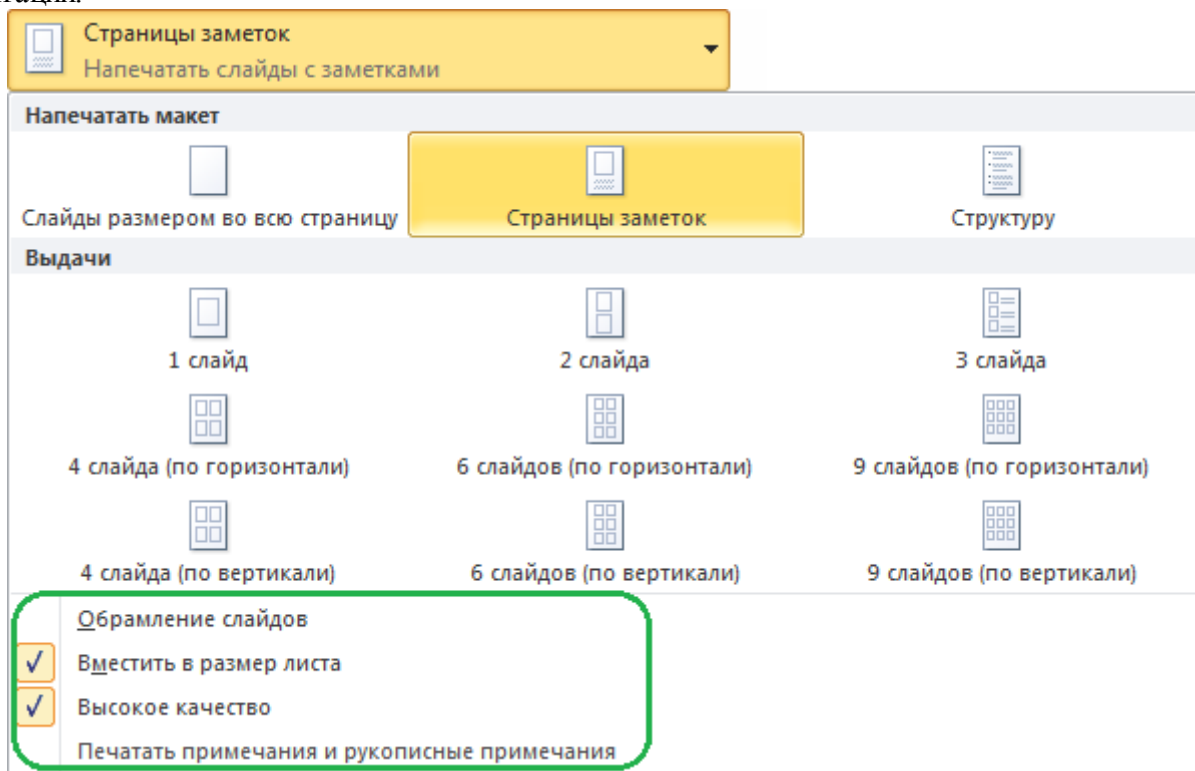 Страницы заметок
Напечатать слайды с заметками
Напечатать макет
Слайды размером во всю страницу Страницы заметок Структуру
Выдачи
1 слайд 2 слайда 3 слайда
4 слайда (по горизонтали) 6 слайдов (по горизонтали) 9 слайдов (по горизонтали)
4 слайда (по вертикали) 6 слайдов (по вертикали) 9 слайдов (по вертикали)
Обрамление слайдов
Вместить в размер листа
Высокое качество
Печатать примечания и рукописные примечания